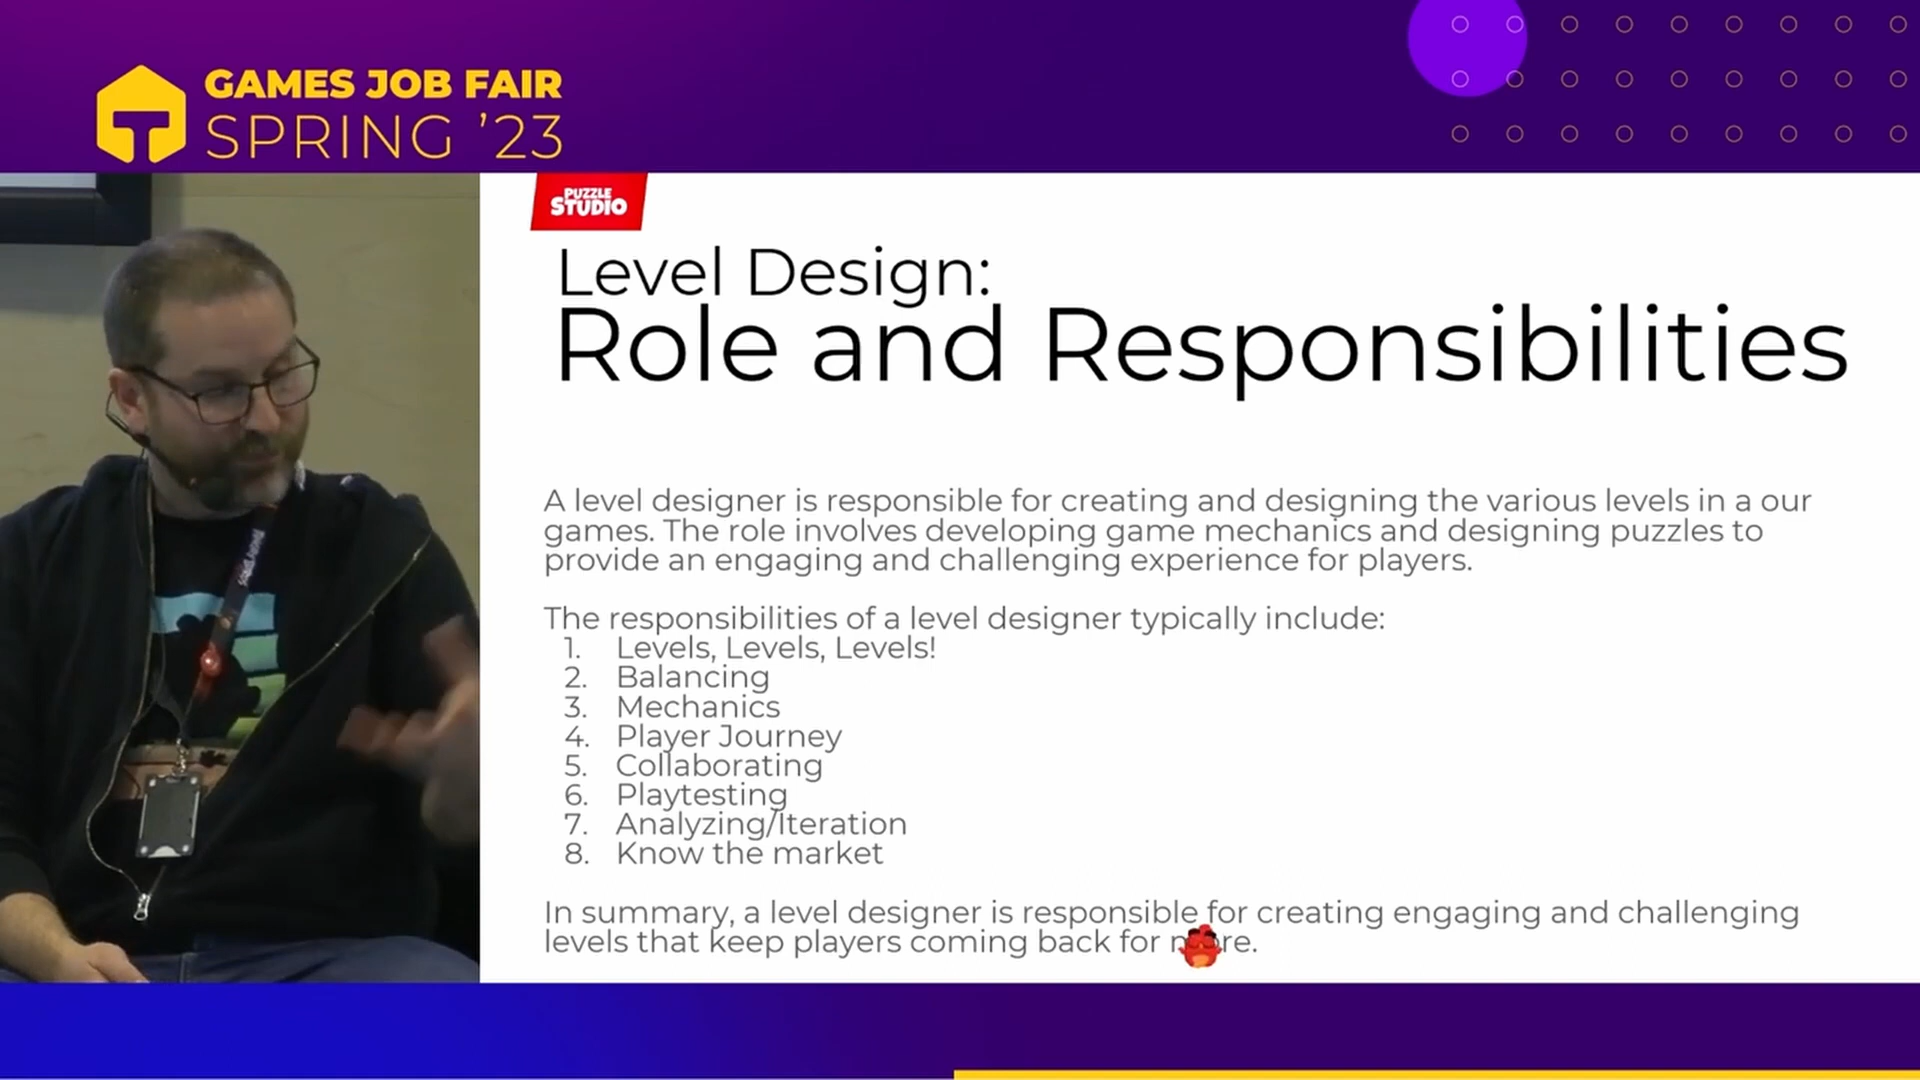 GAMES JOB FAIR
SPRING ’23
PUZZLE
STUDIO
Level Design:
Role and Responsibilities
A level designer is responsible for creating and designing the various levels in a our
games. The role involves developing game mechanics and designing puzzles to
provide an engaging and challenging experience for players.
The responsibilities of a level designer typically include:
1. Levels, Levels, Levels!
2. Balancing
3. Mechanics
4. Player Journey
5. Collaborating
6. Playtesting
7. Analyzing/Iteration
8. Know the market
In summary, a level designer is responsible for creating engaging and challenging
levels that keep players coming back for more.